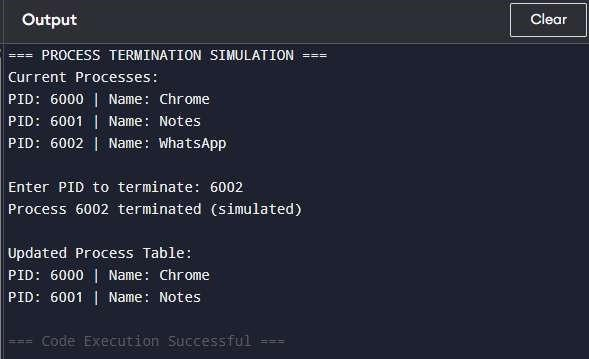 Output
Clear
=== PROCESS TERMINATION SIMULATION ===
Current Processes:
PID: 6000 | Name: Chrome
PID: 6001 | Name: Notes
PID: 6002 | Name: WhatsApp
Enter PID to terminate: 6002
Process 6002 terminated (simulated)
Updated Process Table:
PID: 6000 | Name: Chrome
PID: 6001 | Name: Notes
=== Code Execution Successful ===